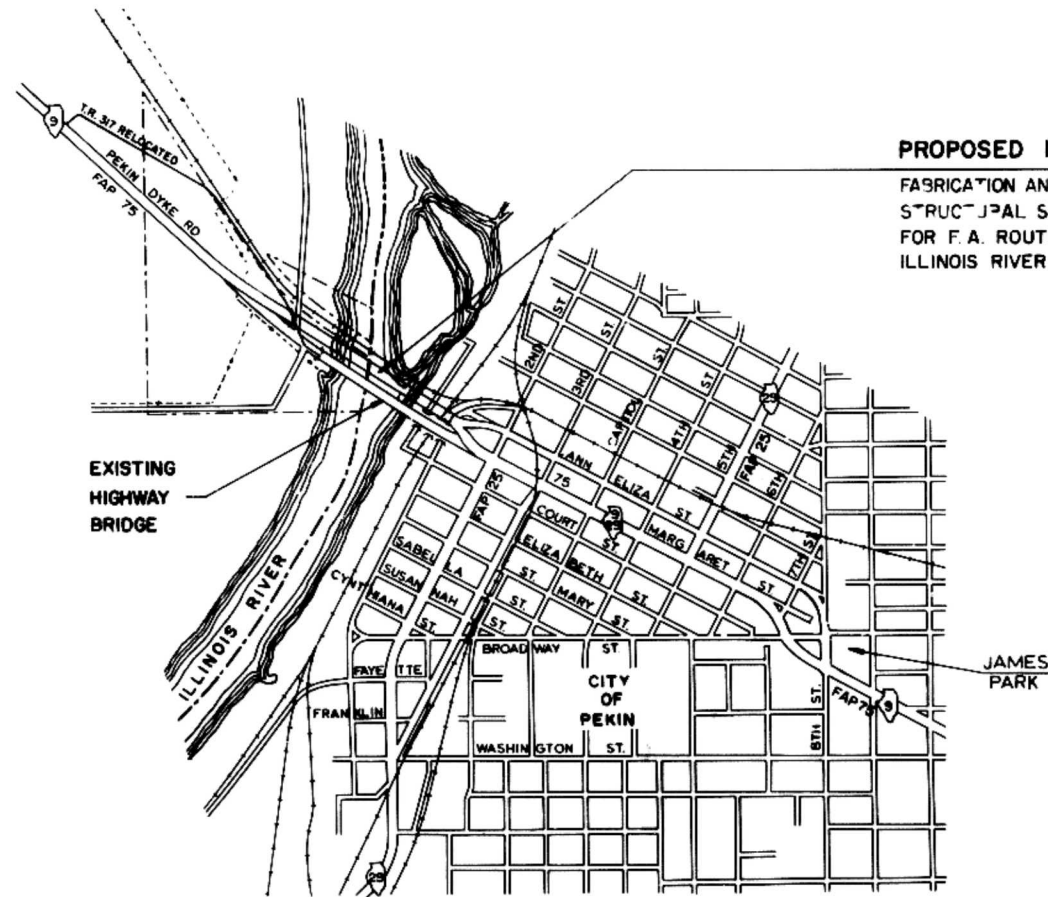 9
T.R. 317 RELOCATED
PEKIN DYKE RD
FAP 75
PROPOSED
FABRICATION AN
STRUCTURAL S
FOR F.A. ROUT
ILLINOIS RIVER
EXISTING
HIGHWAY
BRIDGE
ILLINOIS RIVER
2ND ST.
3RD ST.
CAPITOL ST.
4TH ST.
5TH
FAP 25
29
6TH
7TH ST.
ANN ELIZA ST.
75
FAP 25
COURT ST.
MARGARET ST.
ELIZABETH ST.
SABELLA ST.
MARY ST.
SUSANNAH ST.
CYNTHIANA ST.
BROADWAY ST.
FAYETTE
FRANKLIN
CITY
OF
PEKIN
WASHINGTON ST.
8TH ST.
FAP 75
9
JAMES
PARK
29